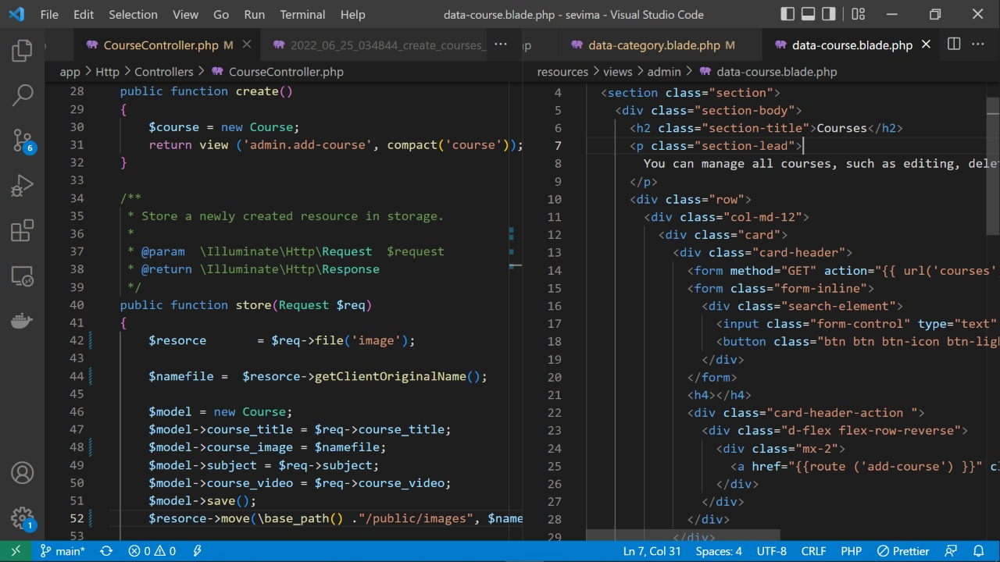 File Edit Selection View Go Run Terminal Help data-course.blade.php - sevima - Visual Studio Code
CourseController.php M 2022_06_25_034844_create_courses_ ...
app > Http > Controllers > CourseController.php
28 public function create()
29 {
30 $course = new Course;
31 return view ('admin.add-course', compact('course'));
32 }
33
34 /**
35 * Store a newly created resource in storage.
36 *
37 * @param \Illuminate\Http\Request $request
38 * @return \Illuminate\Http\Response
39 */
40 public function store(Request $req)
41 {
42 $resorce = $req->file('image');
43
44 $namefile = $resorce->getClientOriginalName();
45
46 $model = new Course;
47 $model->course_title = $req->course_title;
48 $model->course_image = $namefile;
49 $model->subject = $req->subject;
50 $model->course_video = $req->course_video;
51 $model->save();
52 $resorce->move(\base_path() ."/public/images", $name
53
hp data-category.blade.php M data-course.blade.php ...
resources > views > admin > data-course.blade.php
4 <section class="section">
5 <div class="section-body">
6 <h2 class="section-title">Courses</h2>
7 <p class="section-lead">
8 You can manage all courses, such as editing, dele
9 </p>
10 <div class="row">
11 <div class="col-md-12">
12 <div class="card">
13 <div class="card-header">
14 <form method="GET" action="{{ url('courses'
15 <form class="form-inline">
16 <div class="search-element">
17 <input class="form-control" type="text"
18 <button class="btn btn btn-icon btn-lig
19 </div>
20 </form>
21 <h4></h4>
22 <div class="card-header-action ">
23 <div class="d-flex flex-row-reverse">
24 <div class="mx-2">
25 <a href="{{route ('add-course') }}" c
26 </div>
27 </div>
28 </div>
29 </div>
6
1
main* 0 0 Ln 7, Col 31 Spaces: 4 UTF-8 CRLF PHP Prettier